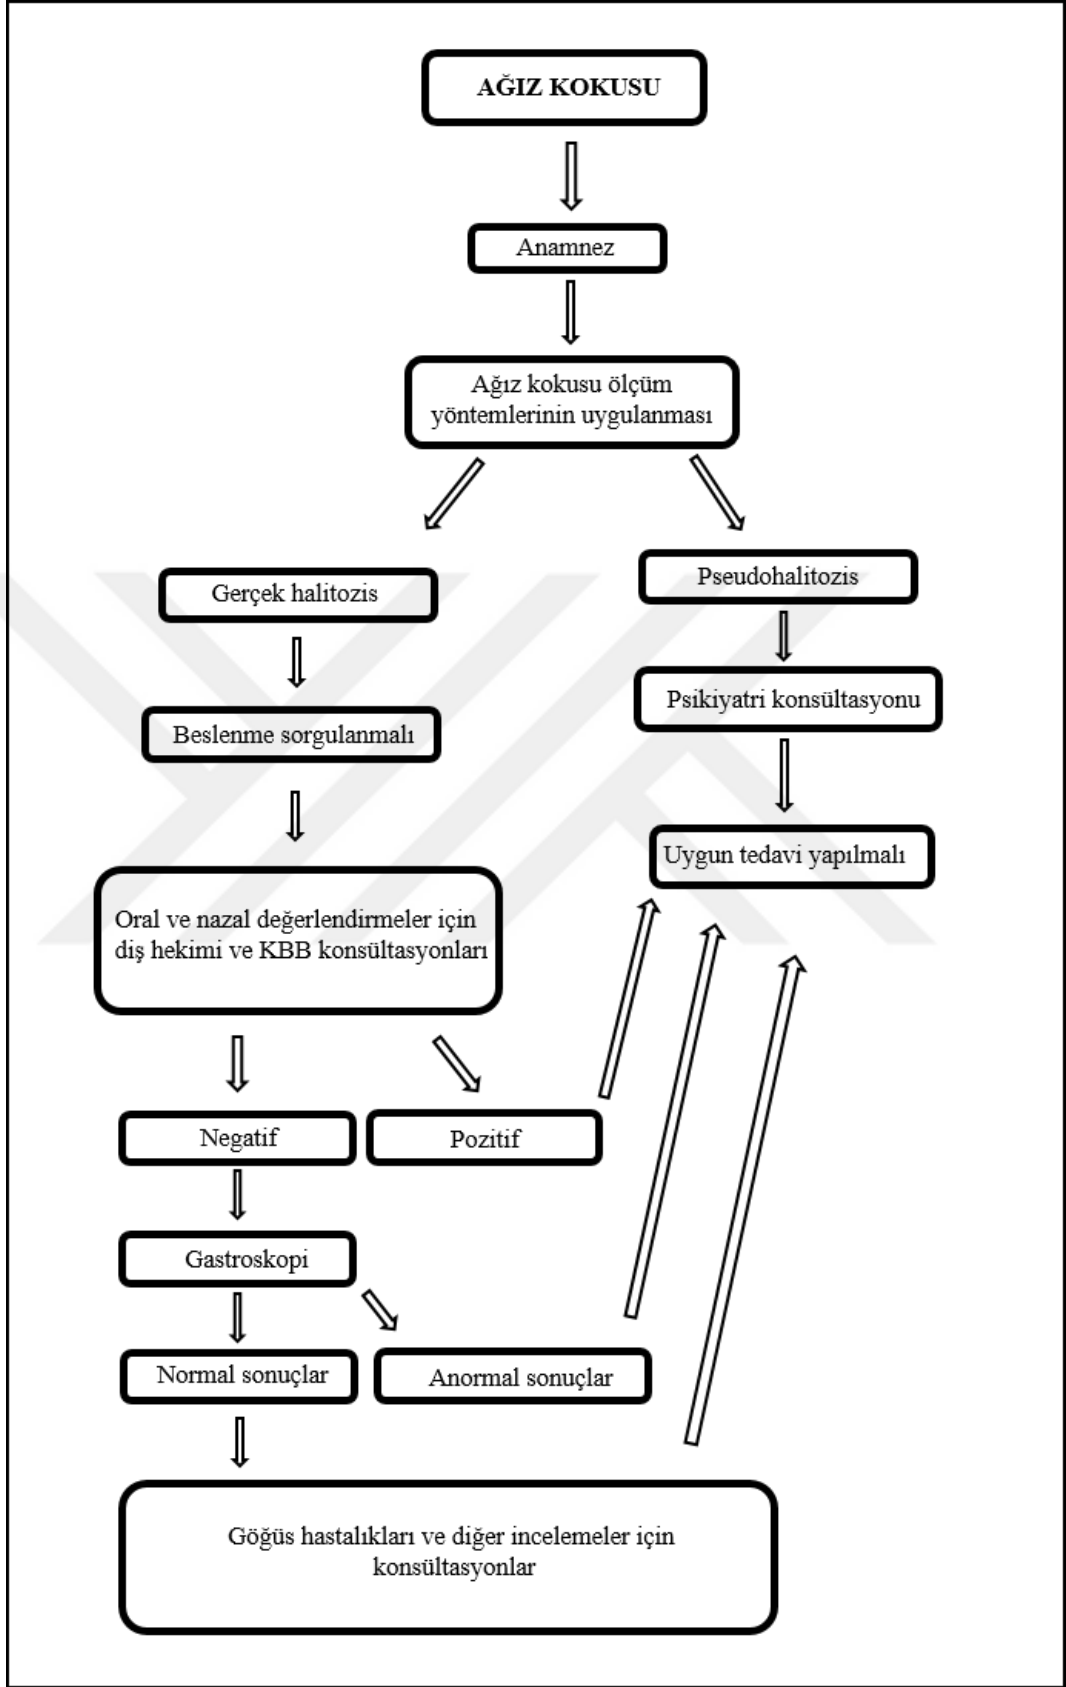 AĞIZ KOKUSU
Anamnez
Ağız kokusu ölçüm
yöntemlerinin uygulanması
Gerçek halitozis
Pseudohalitozis
Beslenme sorgulanmalı
Psikiyatri konsültasyonu
Uygun tedavi yapılmalı
Oral ve nazal değerlendirmeler için
diş hekimi ve KBB konsültasyonları
Negatif
Pozitif
Gastroskopi
Normal sonuçlar
Anormal sonuçlar
Göğüs hastalıkları ve diğer incelemeler için
konsültasyonlar